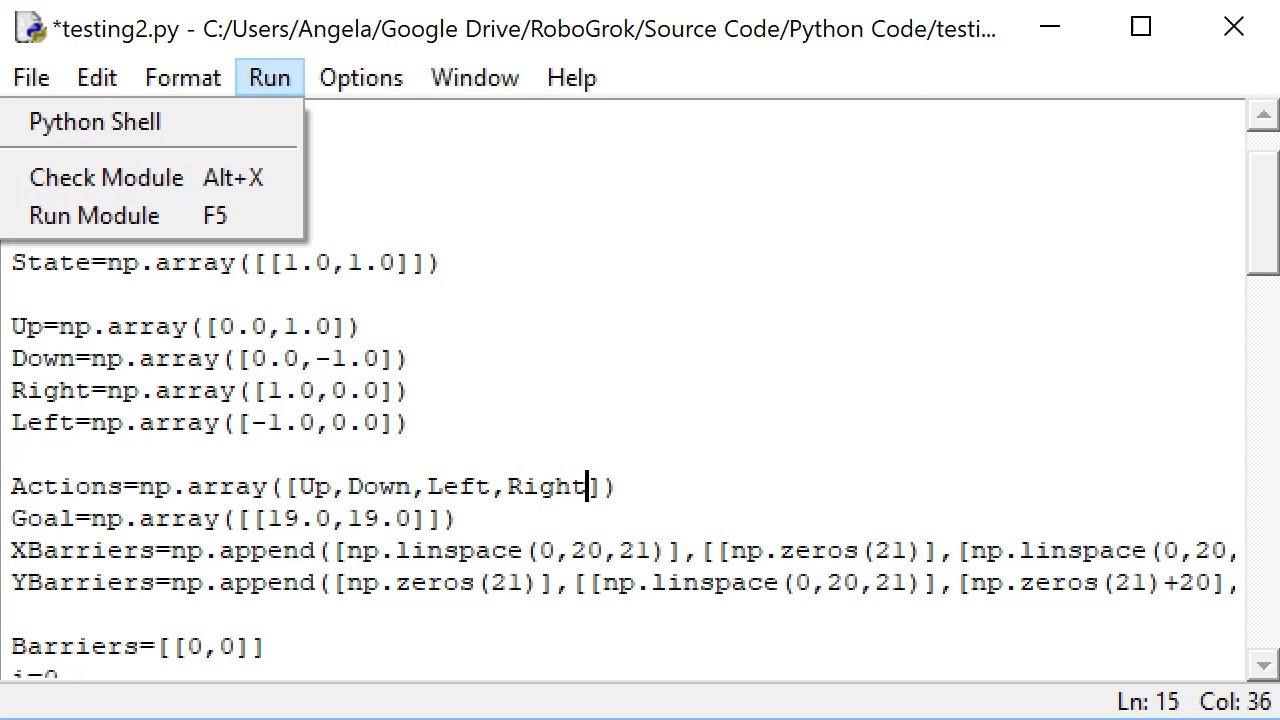 *testing2.py - C:/Users/Angela/Google Drive/RoboGrok/Source Code/Python Code/testi...
File Edit Format Run Options Window Help
Python Shell
Check Module Alt+X
Run Module F5
State=np.array([[1.0,1.0]])
Up=np.array([0.0,1.0])
Down=np.array([0.0,-1.0])
Right=np.array([1.0,0.0])
Left=np.array([-1.0,0.0])
Actions=np.array([Up,Down,Left,Right])
Goal=np.array([[19.0,19.0]])
XBarriers=np.append([np.linspace(0,20,21)],[[np.zeros(21)],[np.linspace(0,20,
YBarriers=np.append([np.zeros(21)],[[np.linspace(0,20,21)],[np.zeros(21)+20],
Barriers=[[0,0]]
i=0
Ln: 15 Col: 36